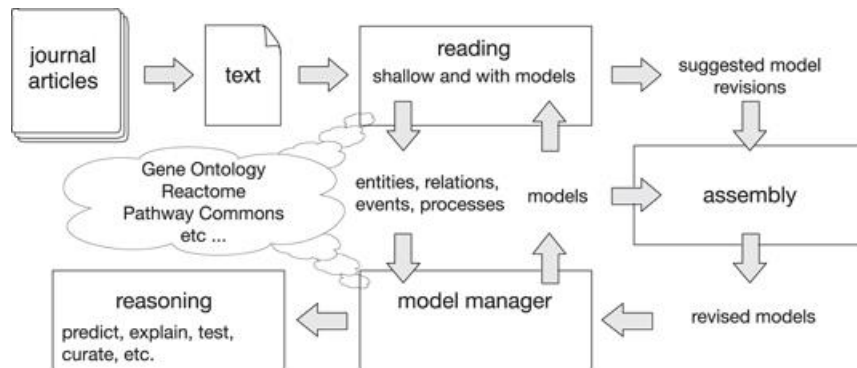 journal
articles
text
reading
shallow and with models
suggested model
revisions
Gene Ontology
Reactome
Pathway Commons
etc ...
entities, relations,
events, processes
models
assembly
reasoning
predict, explain, test,
curate, etc.
model manager
revised models